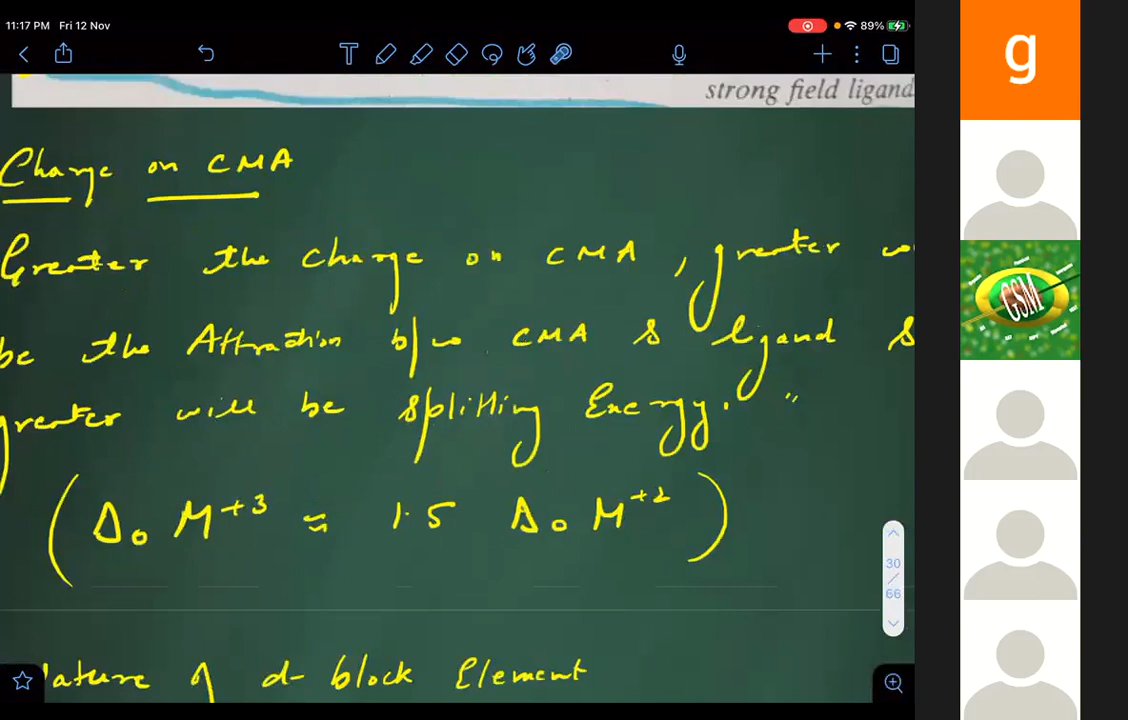 11:17 PM Fri 12 Nov
89%
T
strong field ligand
Charge on CMA
Greater the charge on CMA, greater
be the Attraction b/w CMA & ligand &
greater will be splitting Energy. "
( Δo M+3 ≈ 1.5 Δo M+2 )
30
/
66
ature of d- block Element
g
GSM